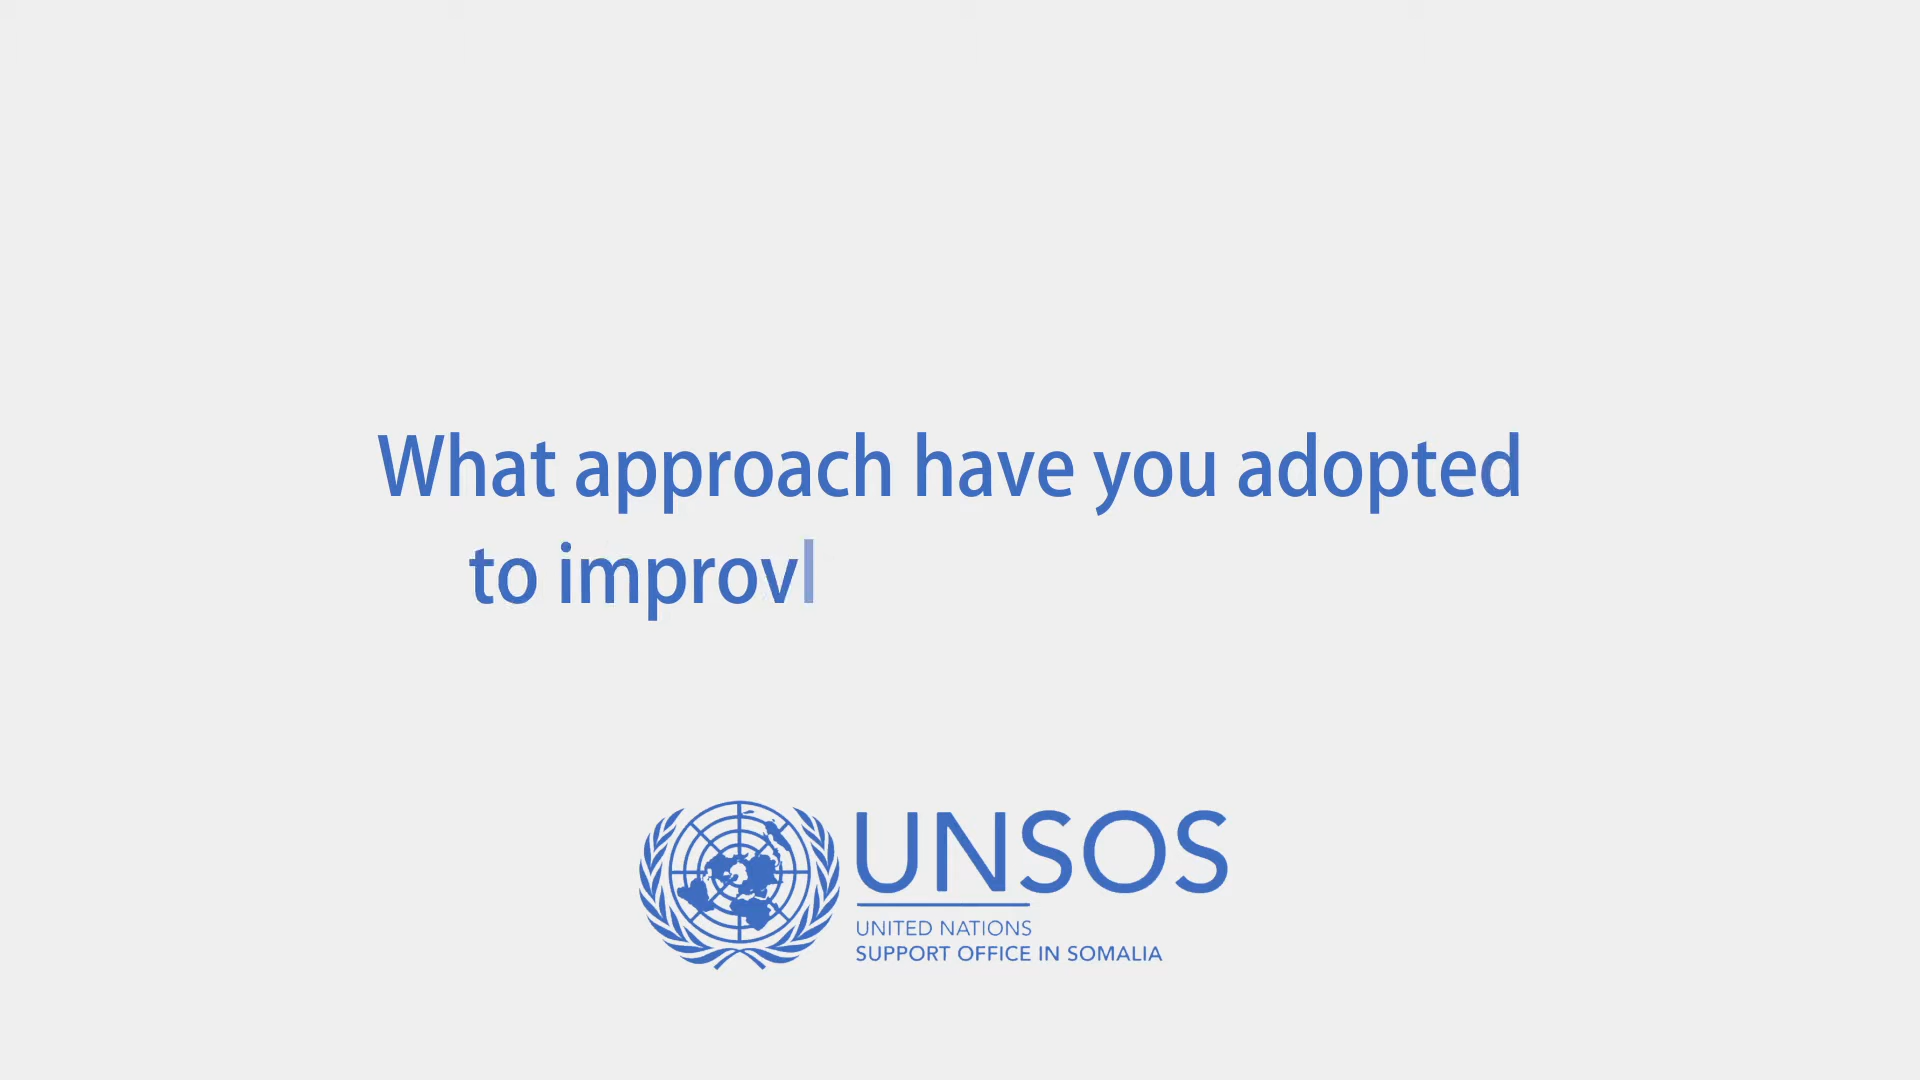 What approach have you adopted
to improv
UNSOS
UNITED NATIONS
SUPPORT OFFICE IN SOMALIA